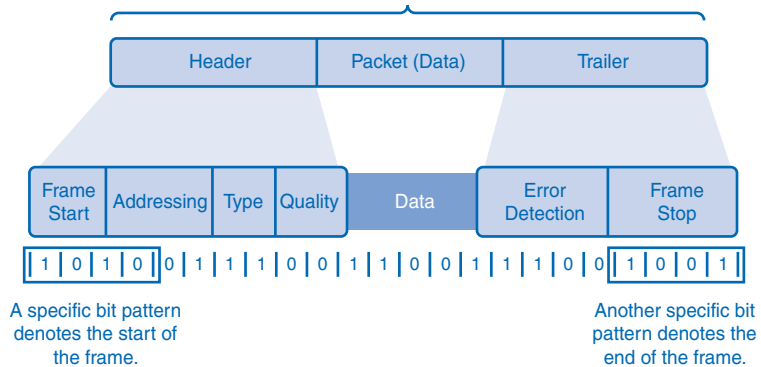 Header Packet (Data) Trailer
Frame Start Addressing Type Quality Data Error Detection Frame Stop
1 0 1 0 0 1 1 1 0 0 1 1 0 0 1 1 1 0 0 1 0 0 1
A specific bit pattern
denotes the start of
the frame.
Another specific bit
pattern denotes the
end of the frame.